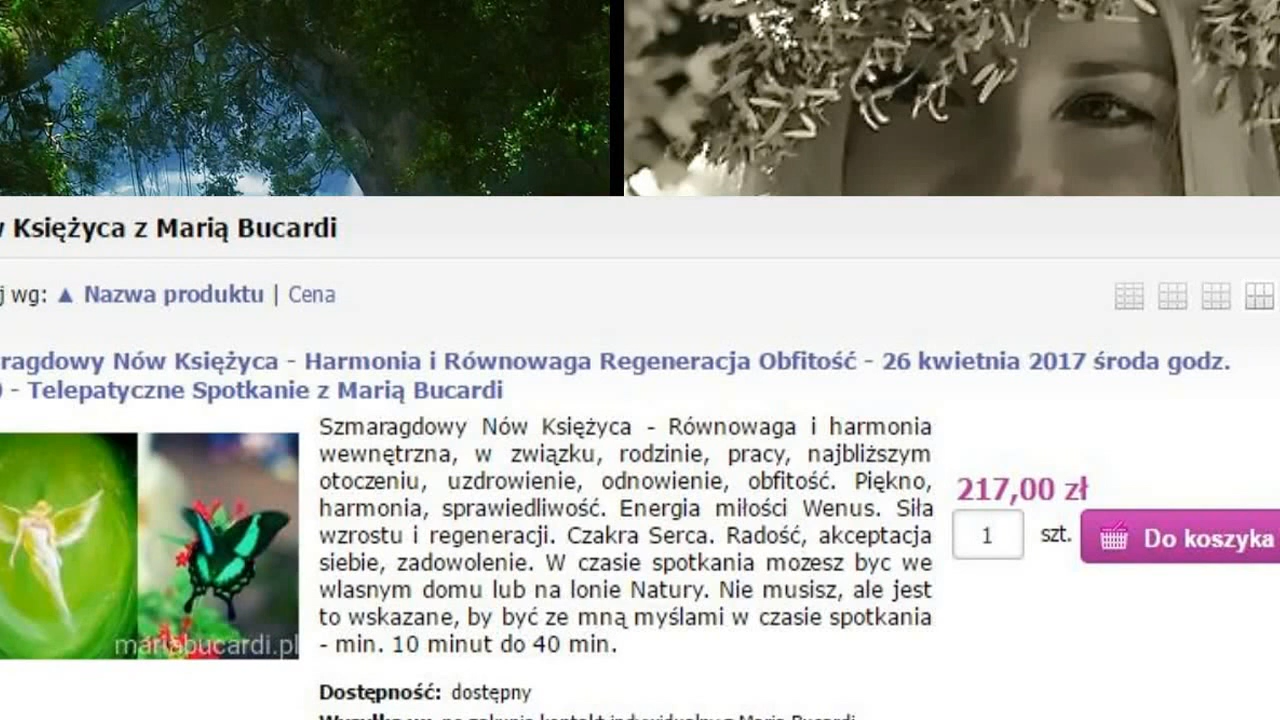 Księżyca z Marią Bucardi
wg: ▲ Nazwa produktu | Cena
Nów Księżyca - Harmonia i Równowaga Regeneracja Obfitość - 26 kwietnia 2017 środa godz.
- Telepatyczne Spotkanie z Marią Bucardi
Szmaragdowy Nów Księżyca - Równowaga i harmonia
wewnętrzna, w związku, rodzinie, pracy, najbliższym
otoczeniu, uzdrowienie, odnowienie, obfitość. Piękno,
harmonia, sprawiedliwość. Energia miłości Wenus. Siła
wzrostu i regeneracji. Czakra Serca. Radość, akceptacja
siebie, zadowolenie. W czasie spotkania mozesz byc we
wlasnym domu lub na lonie Natury. Nie musisz, ale jest
to wskazane, by być ze mną myślami w czasie spotkania
- min. 10 minut do 40 min.
217,00 zł
1 szt. Do koszyka
mariabucardi.pl
Dostępność: dostępny